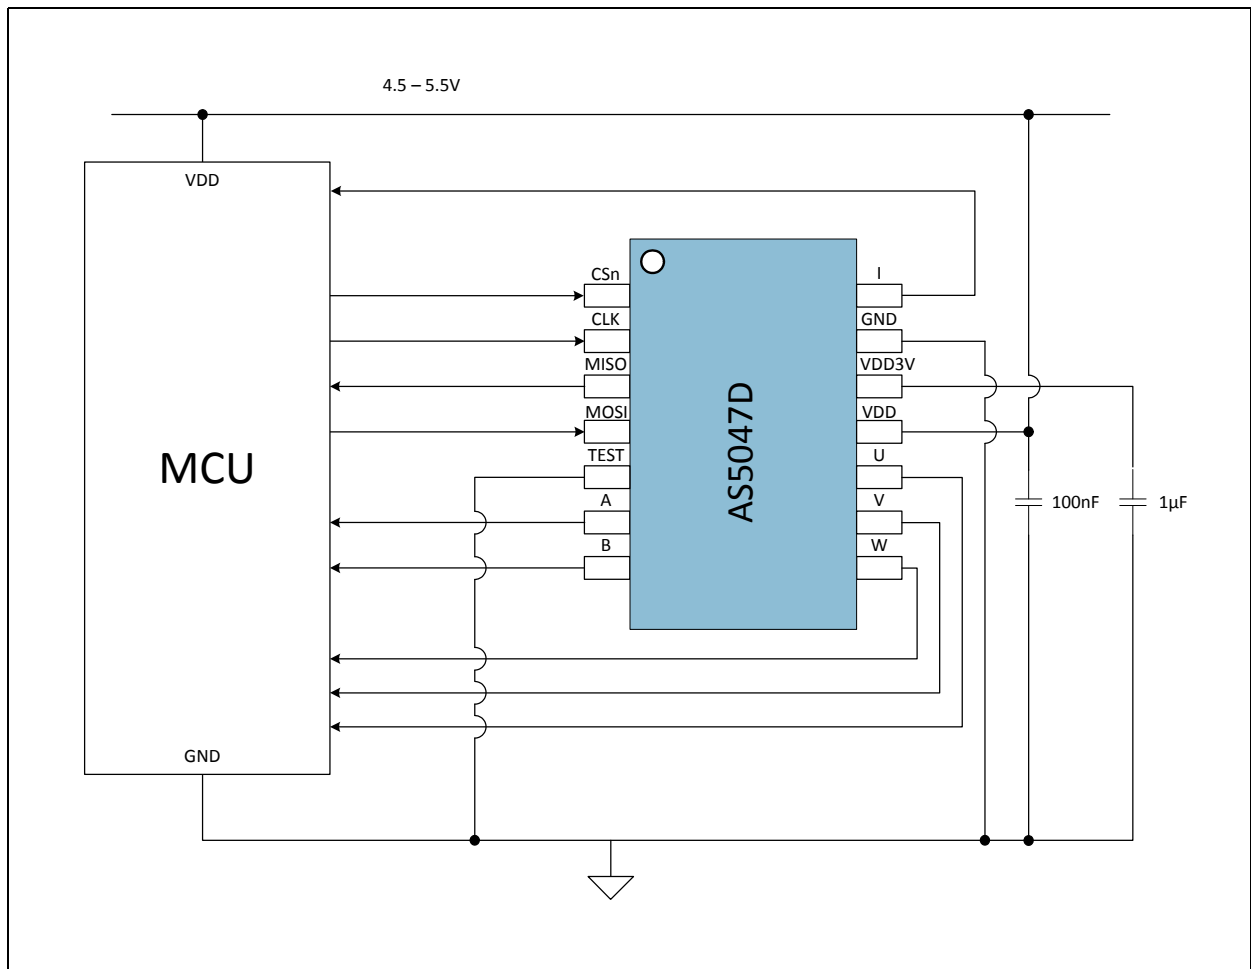 4.5 – 5.5V
VDD
MCU
GND
CSn
CLK
MISO
MOSI
TEST
A
B
AS5047D
I
GND
VDD3V
VDD
U
V
W
100nF
1µF